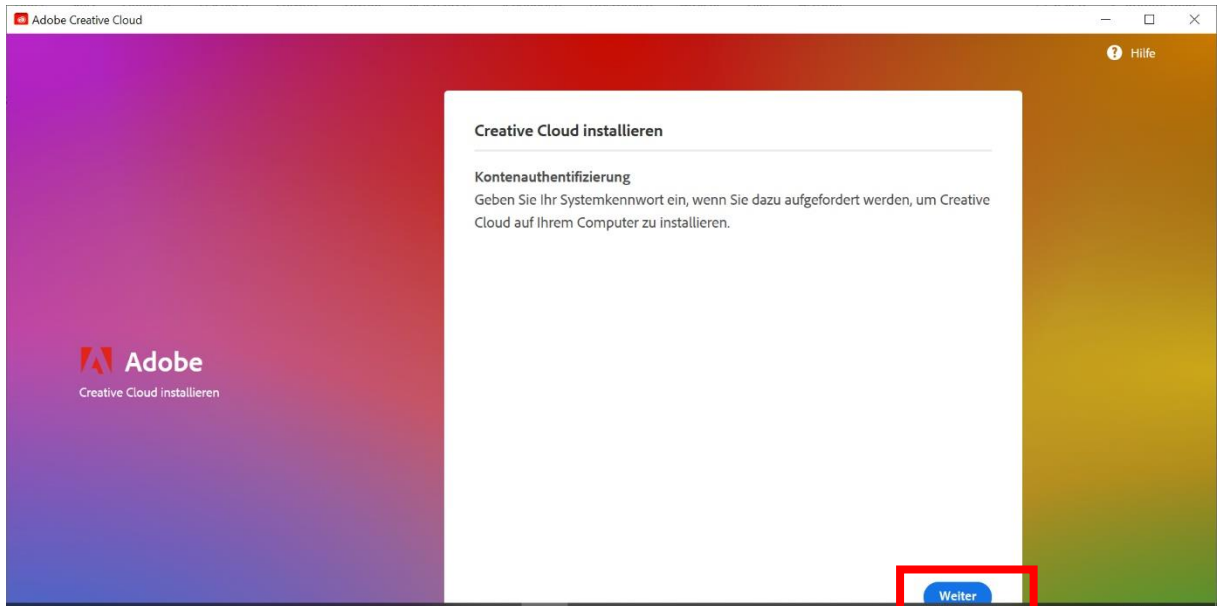 Adobe Creative Cloud
Hilfe
Creative Cloud installieren
Kontenauthentifizierung
Geben Sie Ihr Systemkennwort ein, wenn Sie dazu aufgefordert werden, um Creative
Cloud auf Ihrem Computer zu installieren.
Adobe
Creative Cloud installieren
Weiter